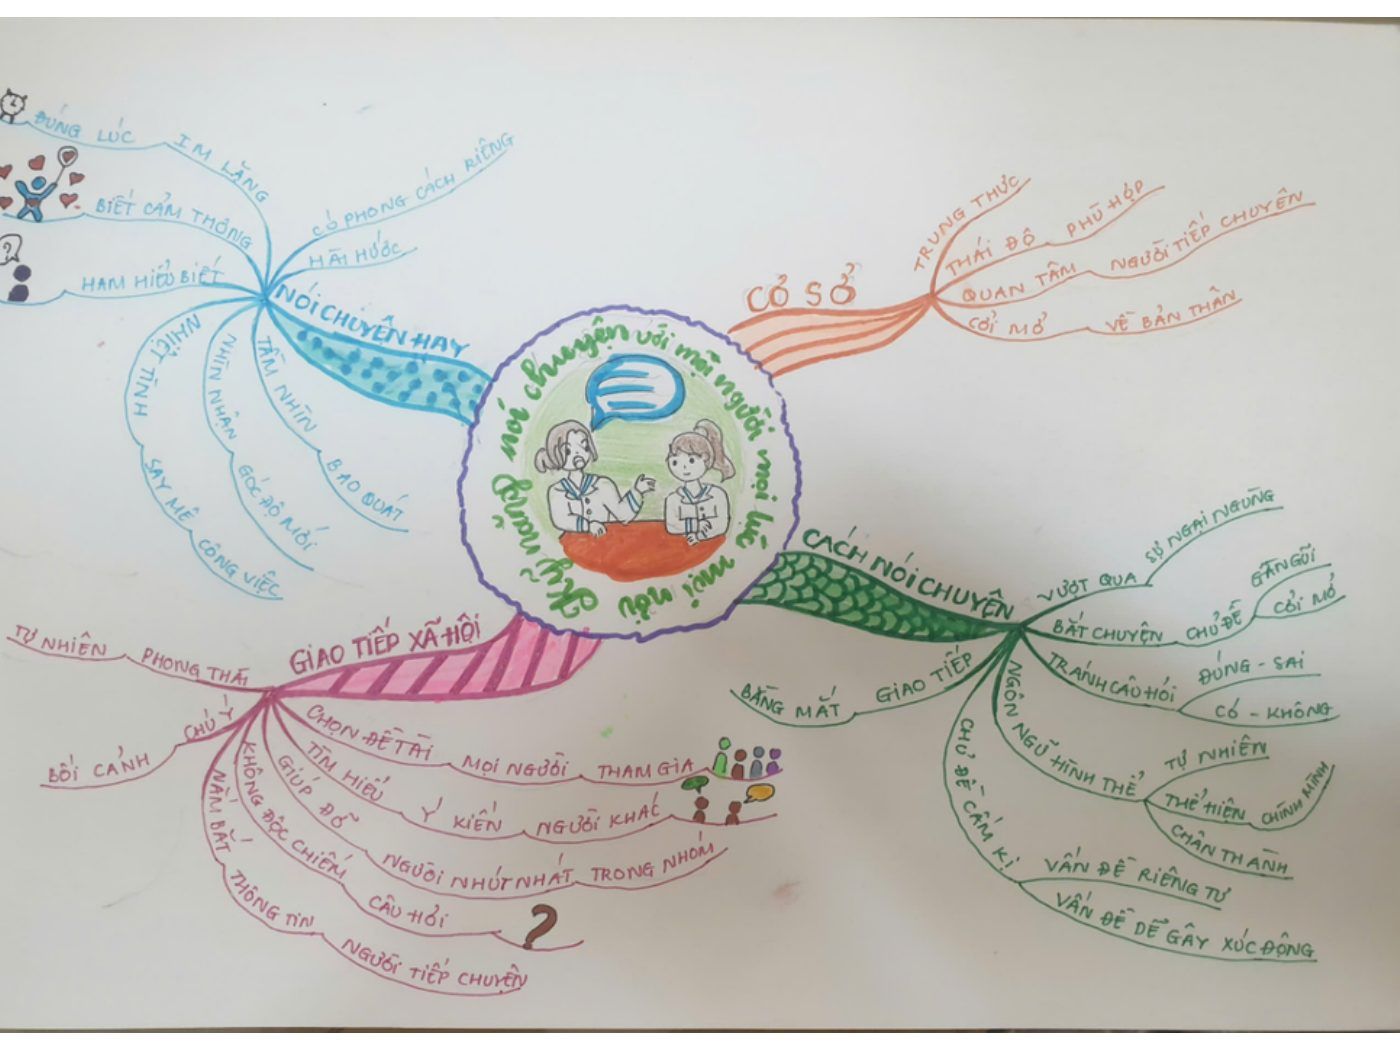 Kỹ năng nói chuyện với mọi người mọi lúc mọi nơi
CƠ SỞ
TRUNG THỰC
THÁI ĐỘ PHÙ HỢP
QUAN TÂM NGƯỜI TIẾP CHUYỆN
CỞI MỞ VỀ BẢN THÂN
CÁCH NÓI CHUYỆN
VƯỢT QUA SỰ NGẠI NGÙNG
BẮT CHUYỆN CHỦ ĐỀ GẦN GŨI
CỞI MỞ
TRÁNH CÂU HỎI ĐÚNG - SAI
CÓ - KHÔNG
NGÔN NGỮ HÌNH THỂ TỰ NHIÊN
THỂ HIỆN CHÍNH MÌNH
CHÂN THÀNH
CHỦ ĐỀ CẤM KỊ VẤN ĐỀ RIÊNG TƯ
VẤN ĐỀ DỄ GÂY XÚC ĐỘNG
GIAO TIẾP BẰNG MẮT
GIAO TIẾP XÃ HỘI
PHONG THÁI TỰ NHIÊN
CHÚ Ý BỐI CẢNH
CHỌN ĐỀ TÀI MỌI NGƯỜI THAM GIA
TÌM HIỂU Ý KIẾN NGƯỜI KHÁC
GIÚP ĐỠ NGƯỜI NHÚT NHÁT TRONG NHÓM
KHÔNG ĐỘC CHIẾM CÂU HỎI ?
NẮM BẮT THÔNG TIN NGƯỜI TIẾP CHUYỆN
NÓI CHUYỆN HAY
CÓ PHONG CÁCH RIÊNG
HÀI HƯỚC
IM LẶNG ĐÚNG LÚC
BIẾT CẢM THÔNG
HAM HIỂU BIẾT
?
NHIỆT TÌNH SAY MÊ CÔNG VIỆC
NHÌN NHẬN GÓC ĐỘ MỚI
TẦM NHÌN BAO QUÁT